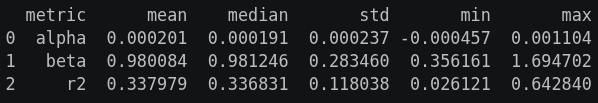 metric mean median std min max
0 alpha 0.000201 0.000191 0.000237 -0.000457 0.001104
1 beta 0.980084 0.981246 0.283460 0.356161 1.694702
2 r2 0.337979 0.336831 0.118038 0.026121 0.642840